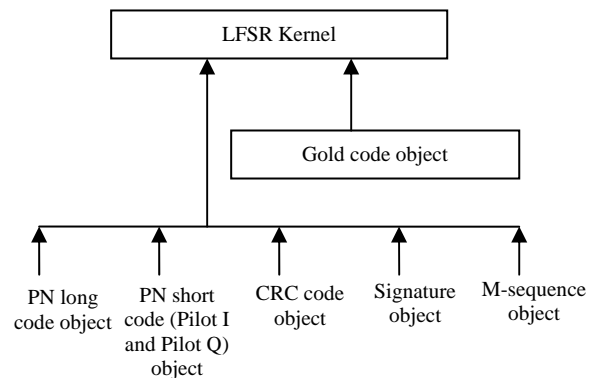 LFSR Kernel
Gold code object
PN long
code object
PN short
code (Pilot I
and Pilot Q)
object
CRC code
object
Signature
object
M-sequence
object